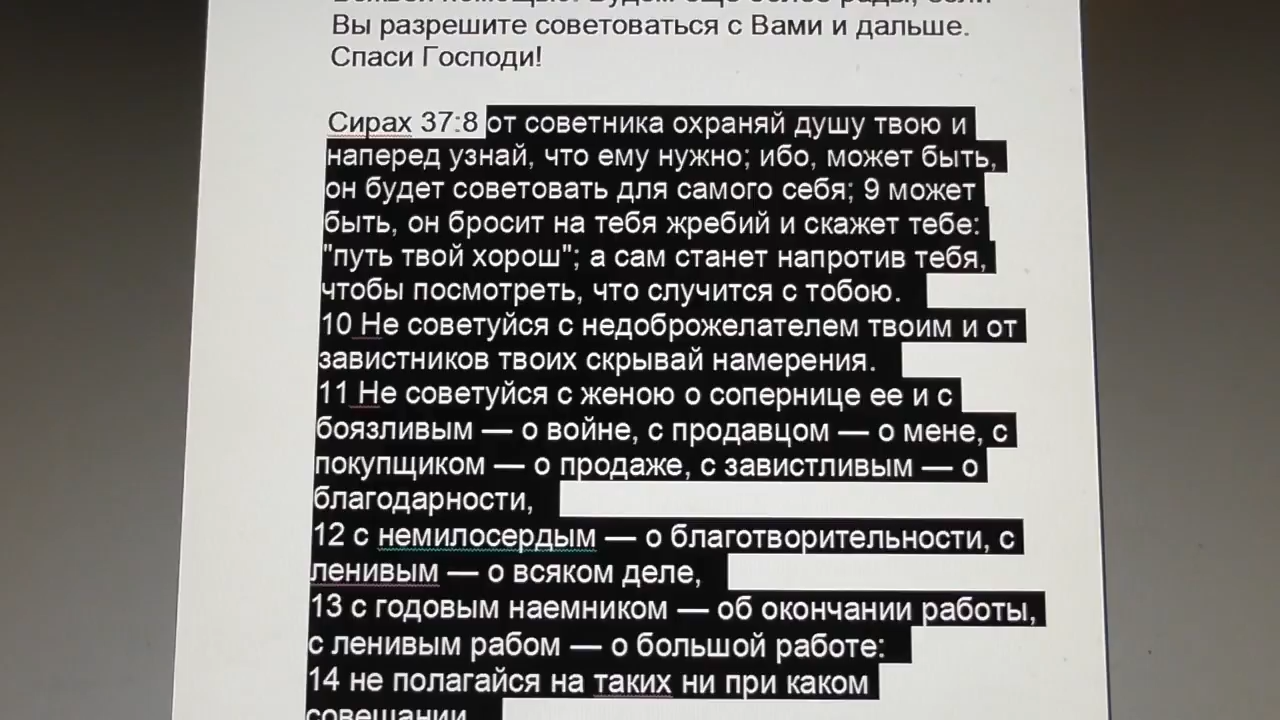 Вы разрешите советоваться с Вами и дальше.
Спаси Господи!
Сирах 37:8 от советника охраняй душу твою и
наперед узнай, что ему нужно; ибо, может быть,
он будет советовать для самого себя; 9 может
быть, он бросит на тебя жребий и скажет тебе:
"путь твой хорош"; а сам станет напротив тебя,
чтобы посмотреть, что случится с тобою.
10 Не советуйся с недоброжелателем твоим и от
завистников твоих скрывай намерения.
11 Не советуйся с женою о сопернице ее и с
боязливым — о войне, с продавцом — о мене, с
покупщиком — о продаже, с завистливым — о
благодарности,
12 с немилосердым — о благотворительности, с
ленивым — о всяком деле,
13 с годовым наемником — об окончании работы,
с ленивым рабом — о большой работе:
14 не полагайся на таких ни при каком
совещании